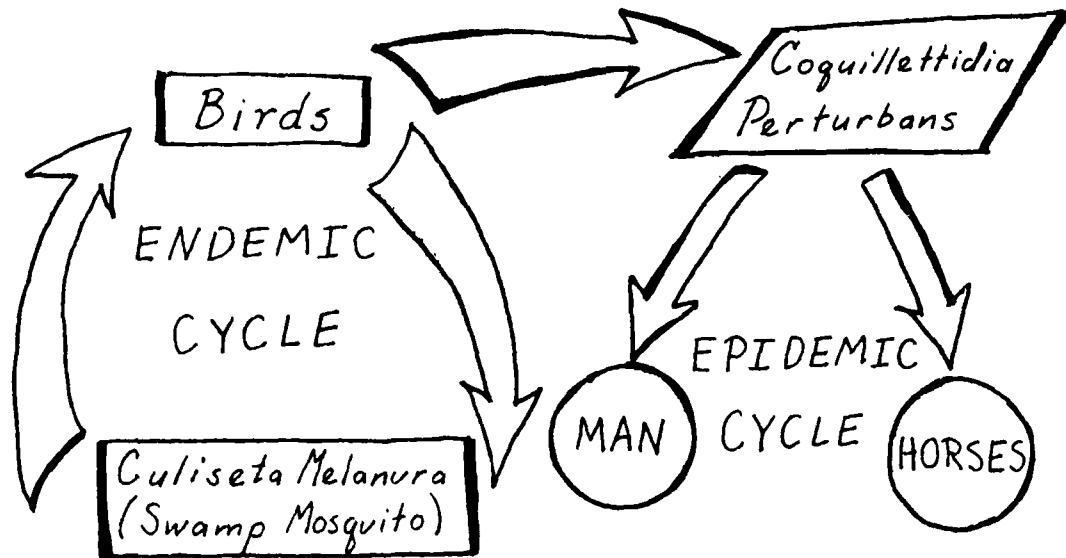 Birds
Coquillettidia
Perturbans
ENDEMIC
CYCLE
Culiseta Melanura
(Swamp Mosquito)
EPIDEMIC
CYCLE
MAN
HORSES